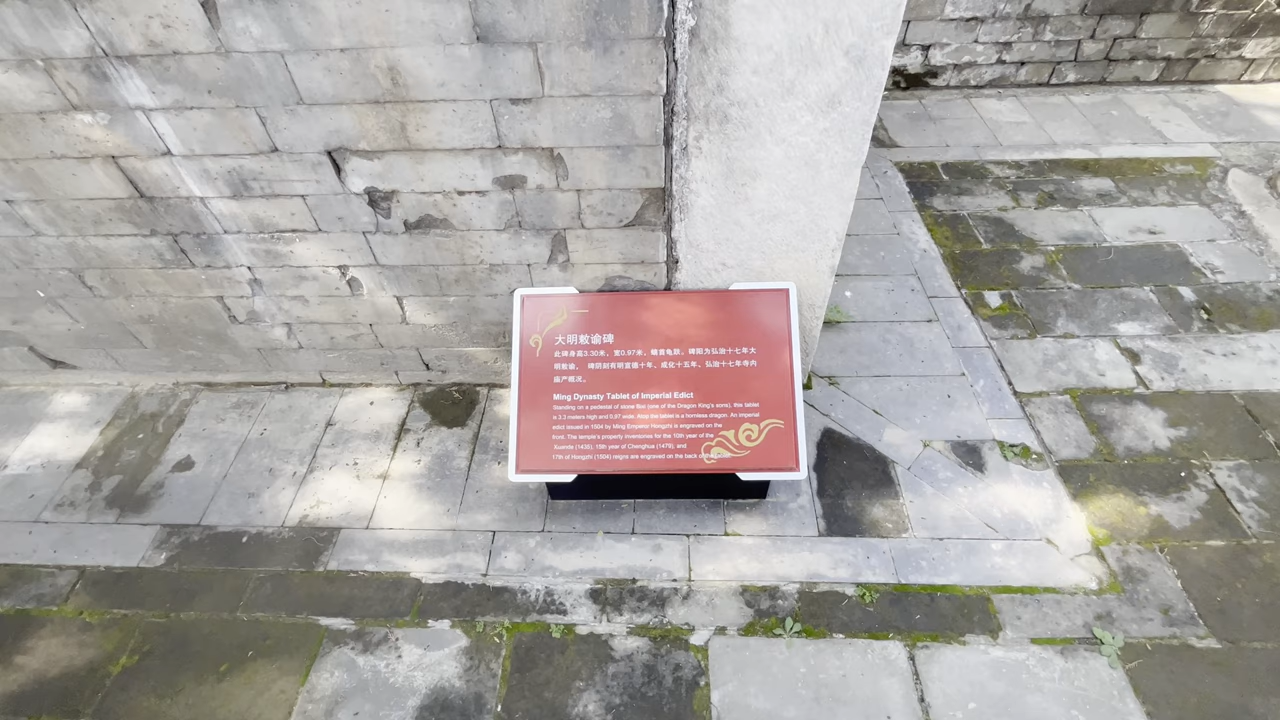 大明敕谕碑
此碑身高3.30米，宽0.97米，螭首龟趺。碑阳为弘治十七年大
明敕谕， 碑阴刻有明宣德十年、成化十五年、弘治十七年寺内
庙产概况。
Ming Dynasty Tablet of Imperial Edict
Standing on a pedestal of stone Bixi (one of the Dragon King's sons), this tablet
is 3.3 meters high and 0.97 wide. Atop the tablet is a hornless dragon. An imperial
edict issued in 1504 by Ming Emperor Hongzhi is engraved on the
front. The temple's property inventories for the 10th year of the
Xuande (1435), 15th year of Chenghua (1479), and
17th of Hongzhi (1504) reigns are engraved on the back of the